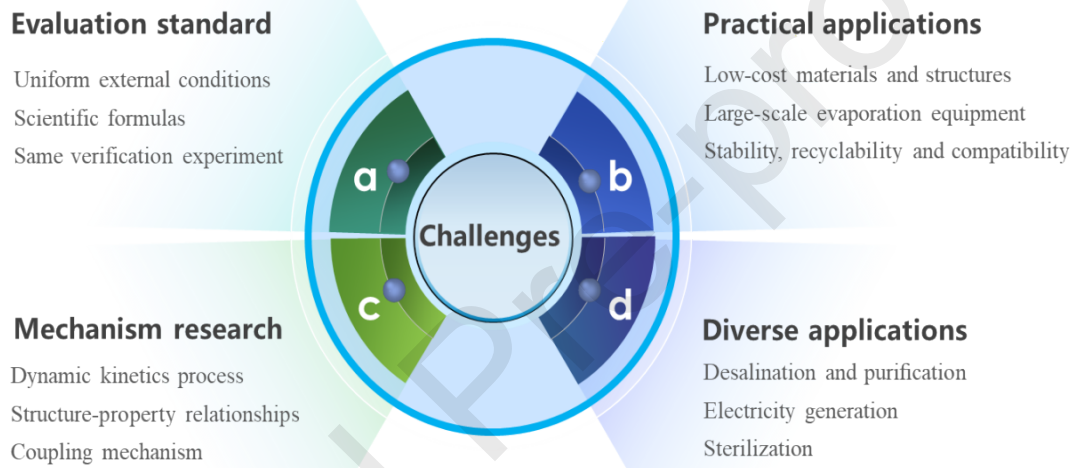 Evaluation standard
Uniform external conditions
Scientific formulas
Same verification experiment
Practical applications
Low-cost materials and structures
Large-scale evaporation equipment
Stability, recyclability and compatibility
a
b
Challenges
c
d
Mechanism research
Dynamic kinetics process
Structure-property relationships
Coupling mechanism
Diverse applications
Desalination and purification
Electricity generation
Sterilization
Pre-pro